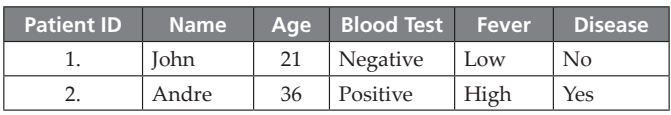 Patient ID Name Age Blood Test Fever Disease
1. John 21 Negative Low No
2. Andre 36 Positive High Yes